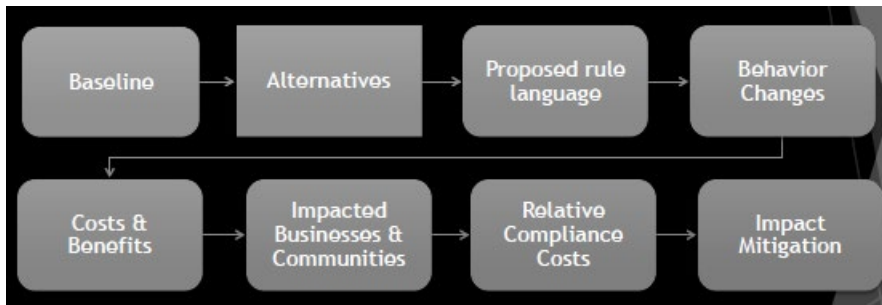 Baseline
Alternatives
Proposed rule
language
Behavior
Changes
Costs &
Benefits
Impacted
Businesses &
Communities
Relative
Compliance
Costs
Impact
Mitigation